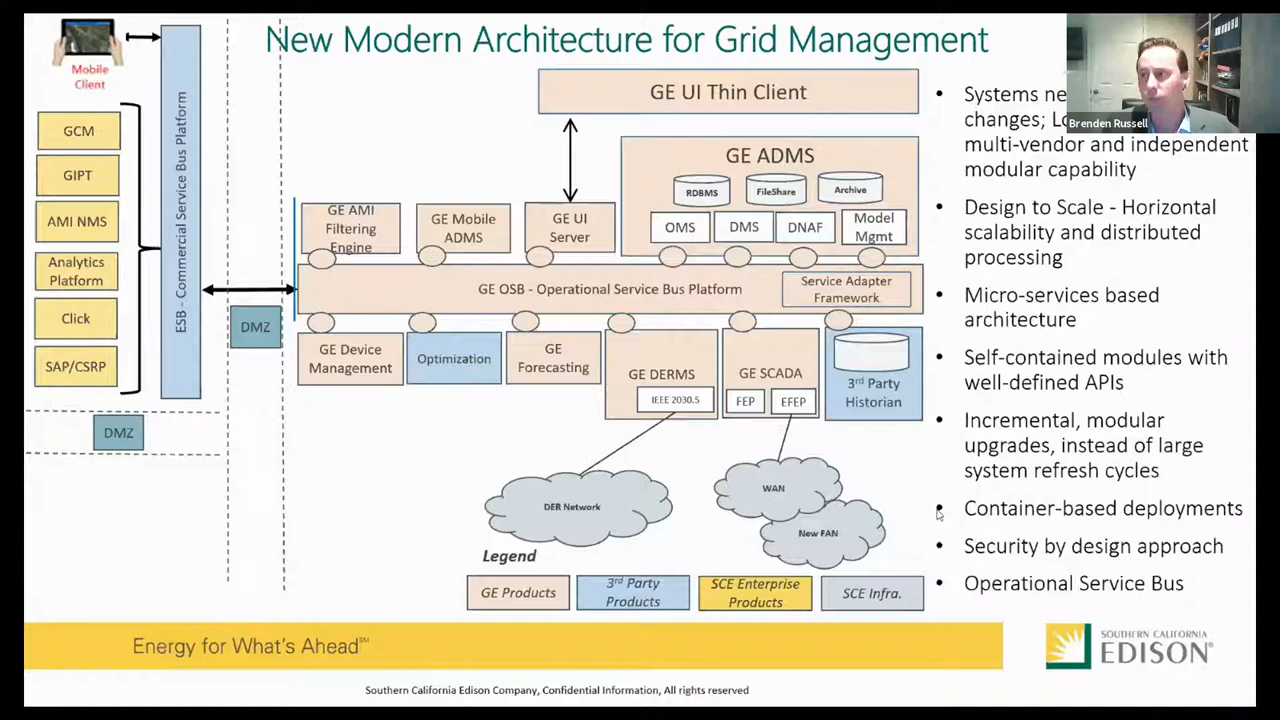 New Modern Architecture for Grid Management
Mobile
Client
GCM
GIPT
AMI NMS
Analytics
Platform
Click
SAP/CSRP
ESB - Commercial Service Bus Platform
DMZ
DMZ
GE UI Thin Client
GE ADMS
RDBMS
FileShare
Archive
OMS
DMS
DNAF
Model
Mgmt
GE AMI
Filtering
Engine
GE Mobile
ADMS
GE UI
Server
GE OSB - Operational Service Bus Platform
Service Adapter
Framework
GE Device
Management
Optimization
GE
Forecasting
GE DERMS
IEEE 2030.5
GE SCADA
FEP
EFEP
3rd Party
Historian
DER Network
WAN
New FAN
Legend
GE Products
3rd Party
Products
SCE Enterprise
Products
SCE Infra.
Brenden Russell
• Systems ne
changes;
multi-vendor and independent
modular capability
• Design to Scale - Horizontal
scalability and distributed
processing
• Micro-services based
architecture
• Self-contained modules with
well-defined APIs
• Incremental, modular
upgrades, instead of large
system refresh cycles
• Container-based deployments
• Security by design approach
• Operational Service Bus
Energy for What's Ahead℠
SOUTHERN CALIFORNIA
EDISON®
Southern California Edison Company, Confidential Information, All rights reserved